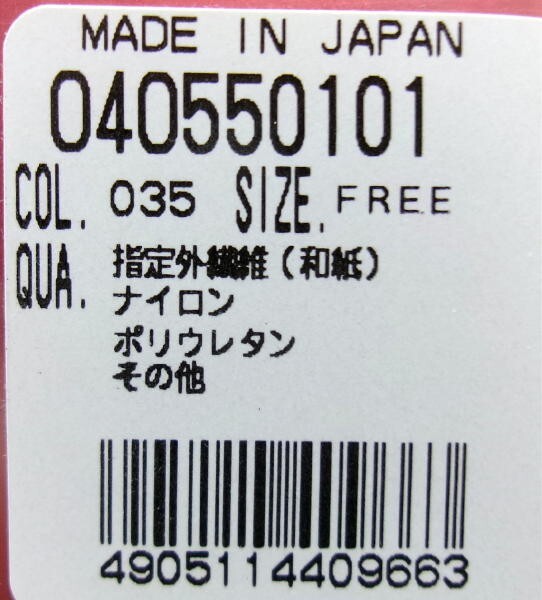 MADE IN JAPAN
040550101
COL. 035 SIZE. FREE
QUA. 指定外繊維(和紙)
ナイロン
ポリウレタン
その他
4905114409663